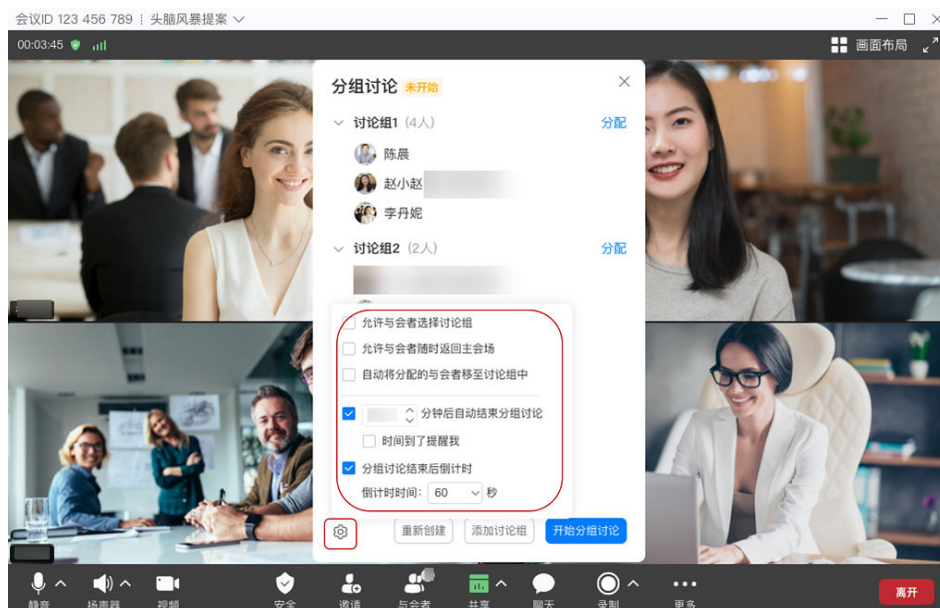 会议ID 123 456 789 | 头脑风暴提案
00:03:45 画面布局
分组讨论 未开始
讨论组1 (4人) 分配
陈晨
赵小赵
李丹妮
讨论组2 (2人) 分配
允许与会者选择讨论组
允许与会者随时返回主会场
自动将分配的与会者移至讨论组中
分钟后自动结束分组讨论
时间到了提醒我
分组讨论结束后倒计时
倒计时时间: 60 秒
重新创建 添加讨论组 开始分组讨论
静音 扬声器 视频 安全 邀请 与会者 共享 聊天 录制 更多 离开